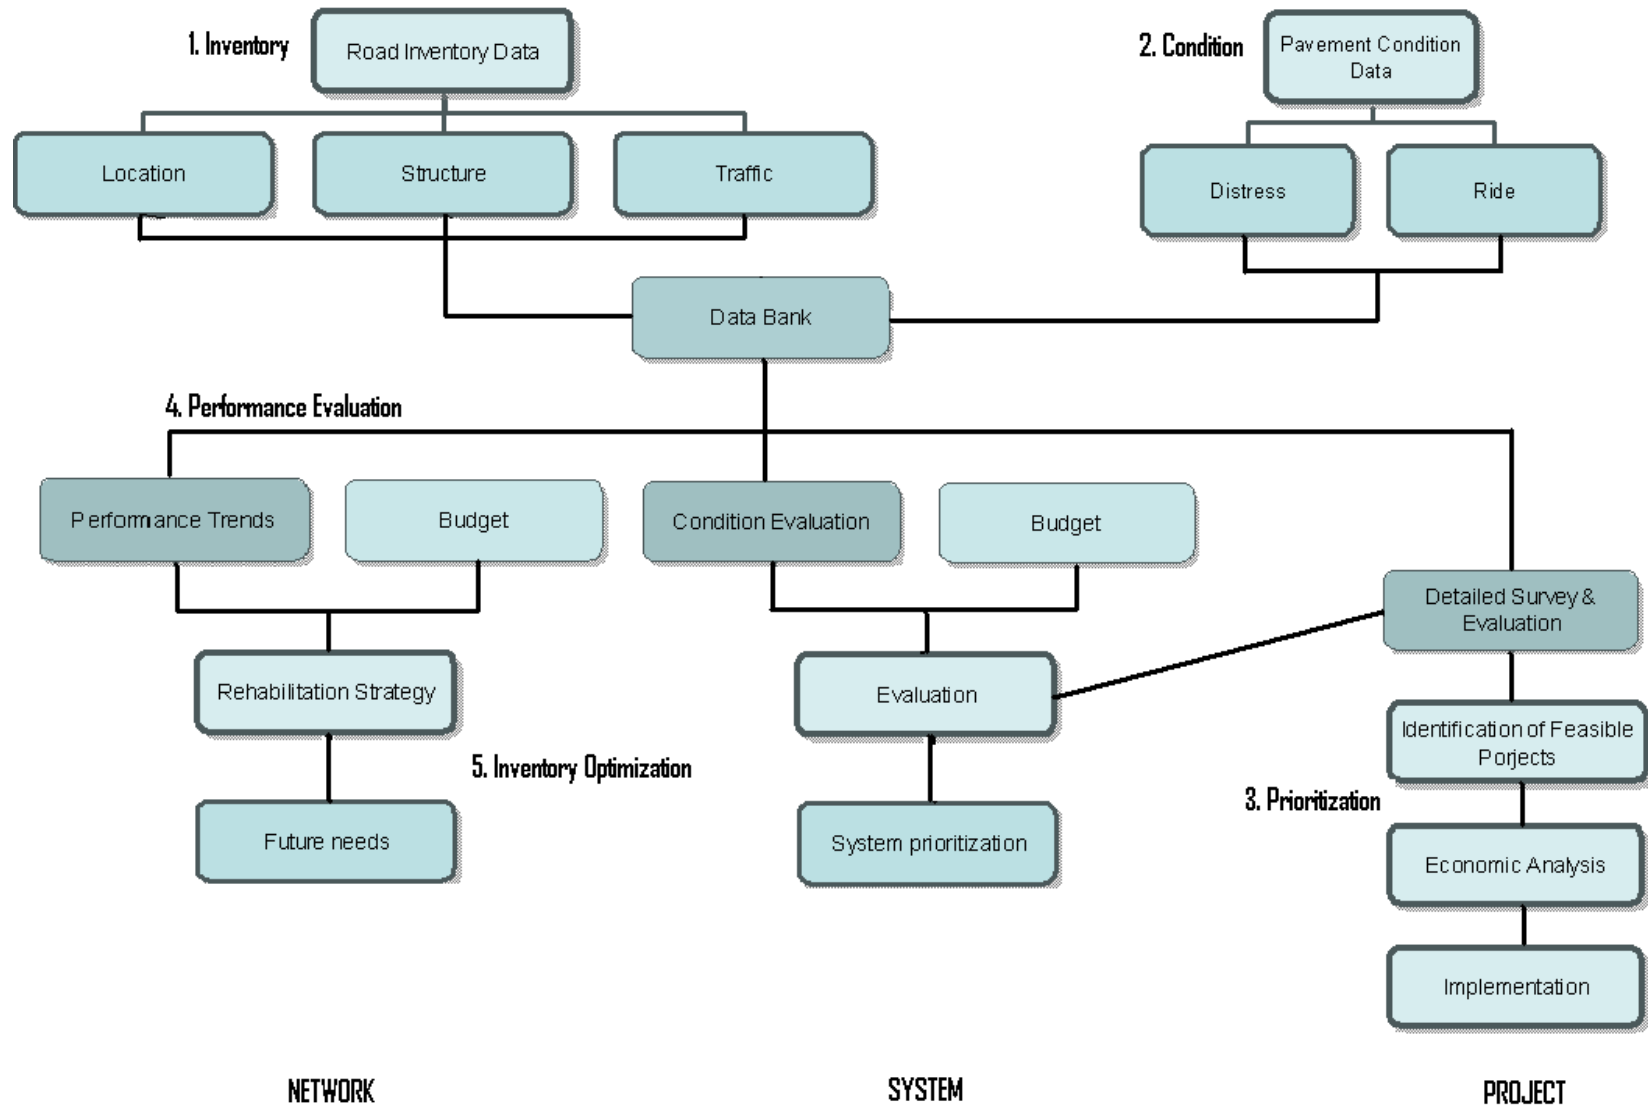 1. Inventory
Road Inventory Data
2. Condition
Pavement Condition
Data
Location
Structure
Traffic
Distress
Ride
Data Bank
4. Performance Evaluation
Performance Trends
Budget
Condition Evaluation
Budget
Detailed Survey &
Evaluation
Rehabilitation Strategy
Evaluation
Identification of Feasible
Porjects
5. Inventory Optimization
3. Prioritization
Future needs
System prioritization
Economic Analysis
Implementation
NETWORK
SYSTEM
PROJECT